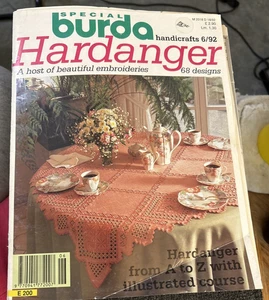 SPECIAL
burda
handicrafts 6/92
Hardanger
A host of beautiful embroideries
68 designs
Hardanger
from A to Z with
illustrated course
06
E 200